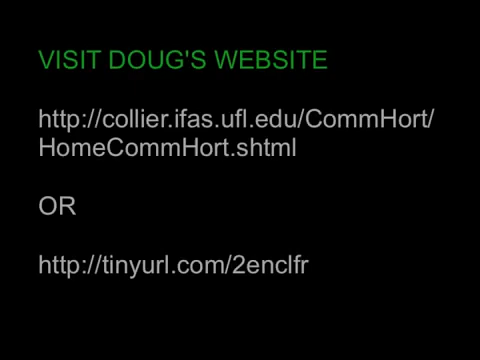 VISIT DOUG'S WEBSITE
http://collier.ifas.ufl.edu/CommHort/
HomeCommHort.shtml
OR
http://tinyurl.com/2enclfr